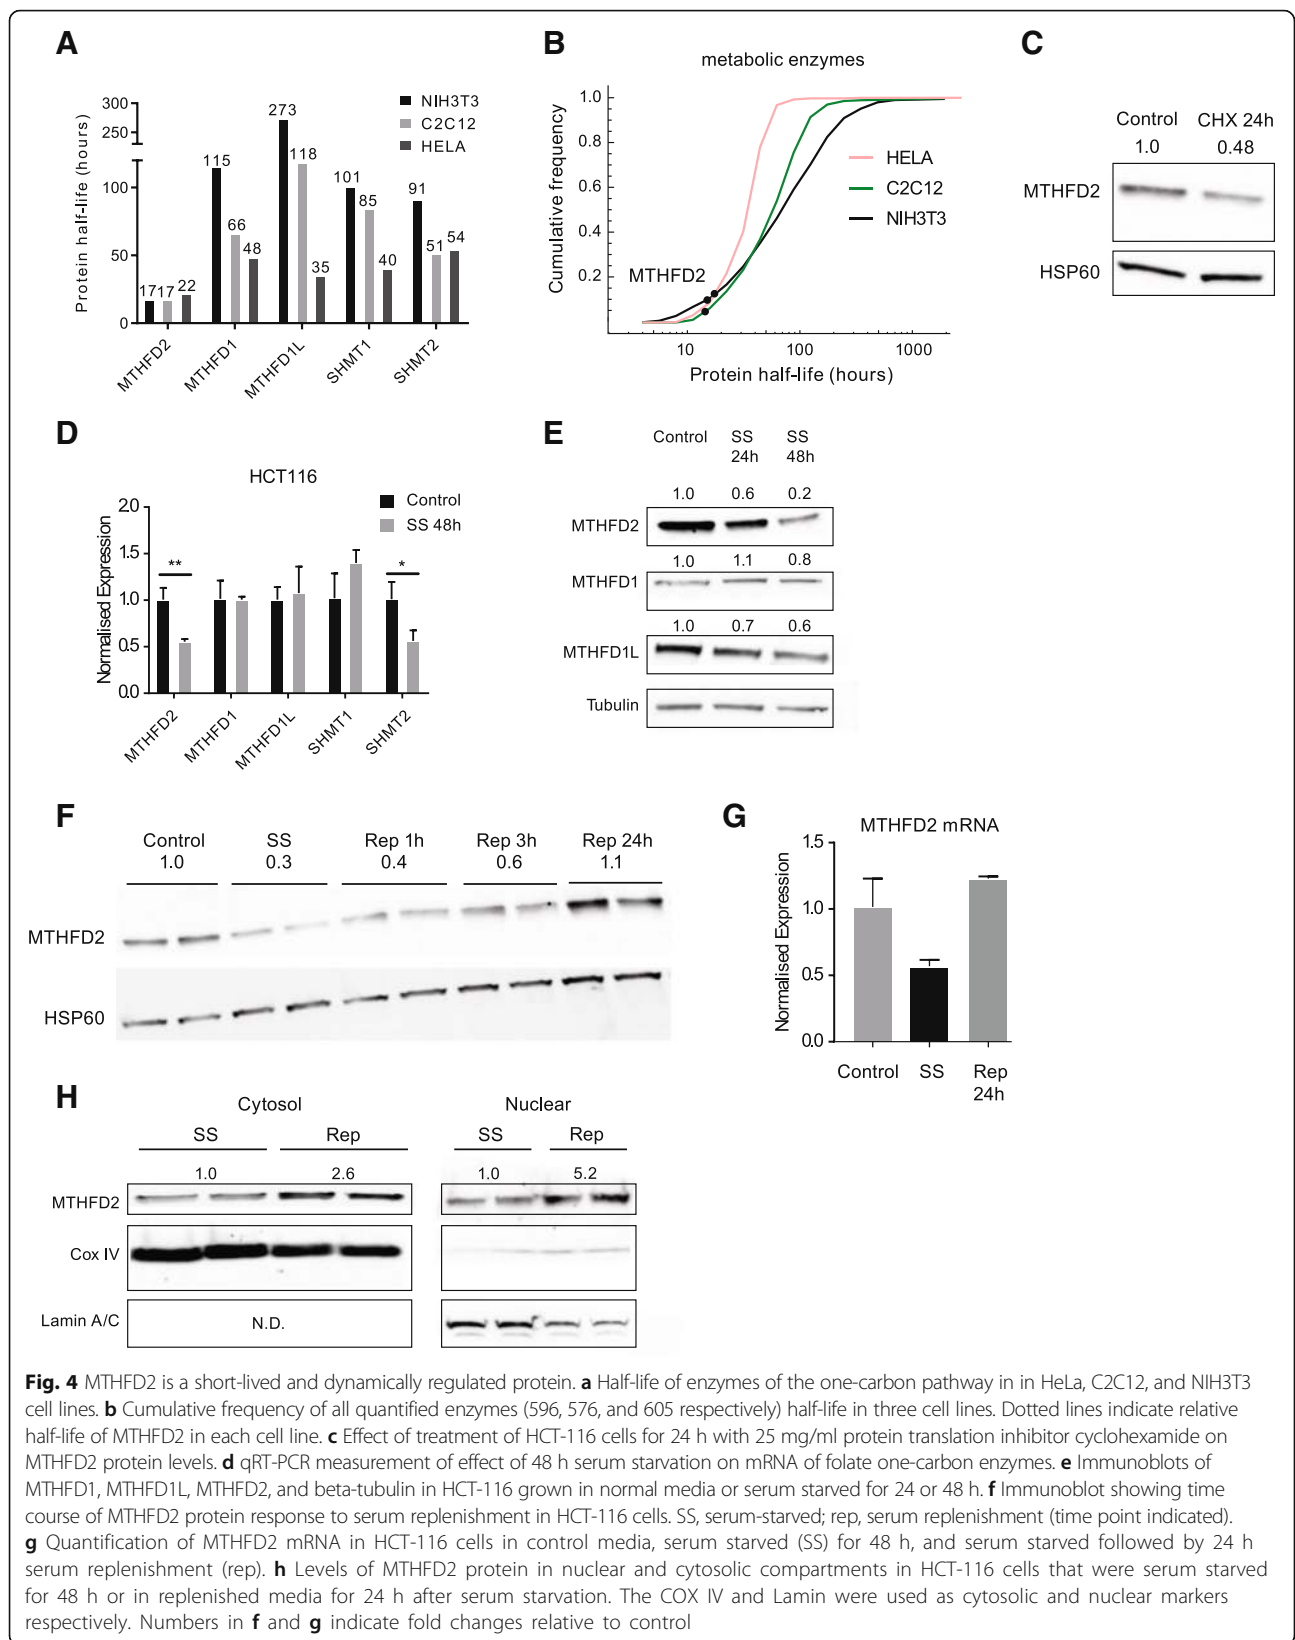 A
Protein half-life (hours)
300
250
100
50
0
NIH3T3
C2C12
HELA
17 17 22
115 66 48
273 118 35
101 85 40
91 51 54
MTHFD2
MTHFD1
MTHFD1L
SHMT1
SHMT2
B
metabolic enzymes
Cumulative frequency
1.0
0.8
0.6
0.4
0.2
HELA
C2C12
NIH3T3
MTHFD2
10 100 1000
Protein half-life (hours)
C
Control CHX 24h
1.0 0.48
MTHFD2
HSP60
D
HCT116
Normalised Expression
20
1.5
1.0
0.5
0.0
Control
SS 48h
**
*
MTHFD2
MTHFD1
MTHFD1L
SHMT1
SHMT2
E
Control SS 24h SS 48h
1.0 0.6 0.2
MTHFD2
1.0 1.1 0.8
MTHFD1
1.0 0.7 0.6
MTHFD1L
Tubulin
F
Control SS Rep 1h Rep 3h Rep 24h
1.0 0.3 0.4 0.6 1.1
MTHFD2
HSP60
G
MTHFD2 mRNA
Normalised Expression
1.5
1.0
0.5
0.0
Control SS Rep
24h
H
Cytosol Nuclear
SS Rep SS Rep
1.0 2.6 1.0 5.2
MTHFD2
Cox IV
Lamin A/C
N.D.
Fig. 4 MTHFD2 is a short-lived and dynamically regulated protein. a Half-life of enzymes of the one-carbon pathway in in HeLa, C2C12, and NIH3T3
cell lines. b Cumulative frequency of all quantified enzymes (596, 576, and 605 respectively) half-life in three cell lines. Dotted lines indicate relative
half-life of MTHFD2 in each cell line. c Effect of treatment of HCT-116 cells for 24 h with 25 mg/ml protein translation inhibitor cyclohexamide on
MTHFD2 protein levels. d qRT-PCR measurement of effect of 48 h serum starvation on mRNA of folate one-carbon enzymes. e Immunoblots of
MTHFD1, MTHFD1L, MTHFD2, and beta-tubulin in HCT-116 grown in normal media or serum starved for 24 or 48 h. f Immunoblot showing time
course of MTHFD2 protein response to serum replenishment in HCT-116 cells. SS, serum-starved; rep, serum replenishment (time point indicated).
g Quantification of MTHFD2 mRNA in HCT-116 cells in control media, serum starved (SS) for 48 h, and serum starved followed by 24 h
serum replenishment (rep). h Levels of MTHFD2 protein in nuclear and cytosolic compartments in HCT-116 cells that were serum starved
for 48 h or in replenished media for 24 h after serum starvation. The COX IV and Lamin were used as cytosolic and nuclear markers
respectively. Numbers in f and g indicate fold changes relative to control